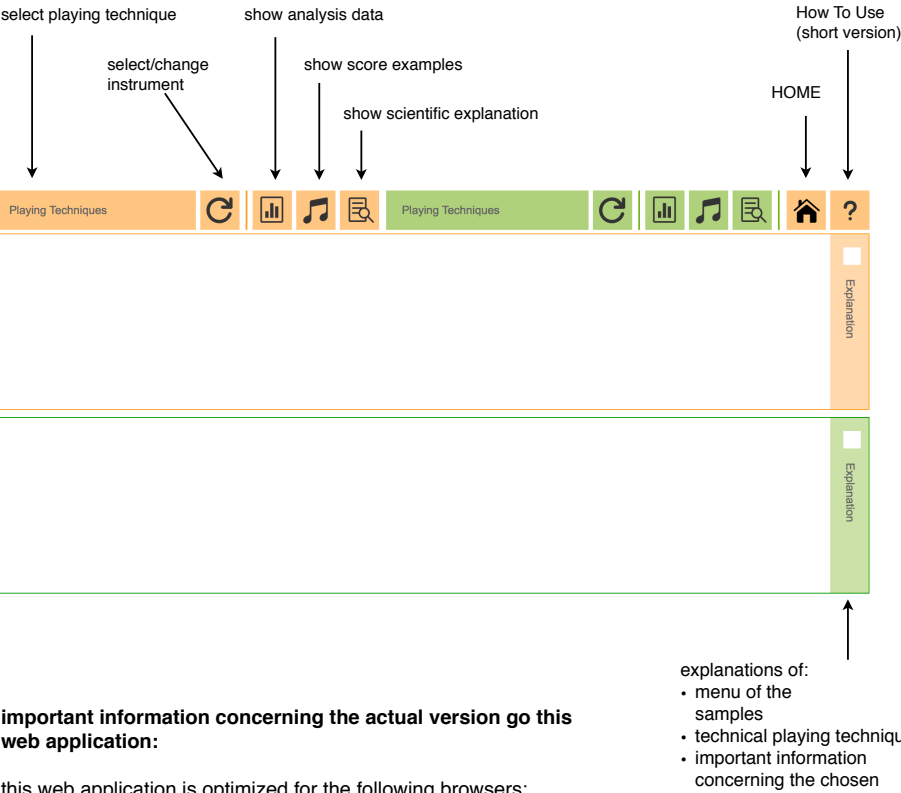 select playing technique
show analysis data
How To Use
(short version)
select/change
instrument
show score examples
HOME
show scientific explanation
Playing Techniques
Playing Techniques
?
Explanation
Explanation
explanations of:
• menu of the
samples
• technical playing techniqu
• important information
concerning the chosen
important information concerning the actual version go this
web application:
this web application is optimized for the following browsers: